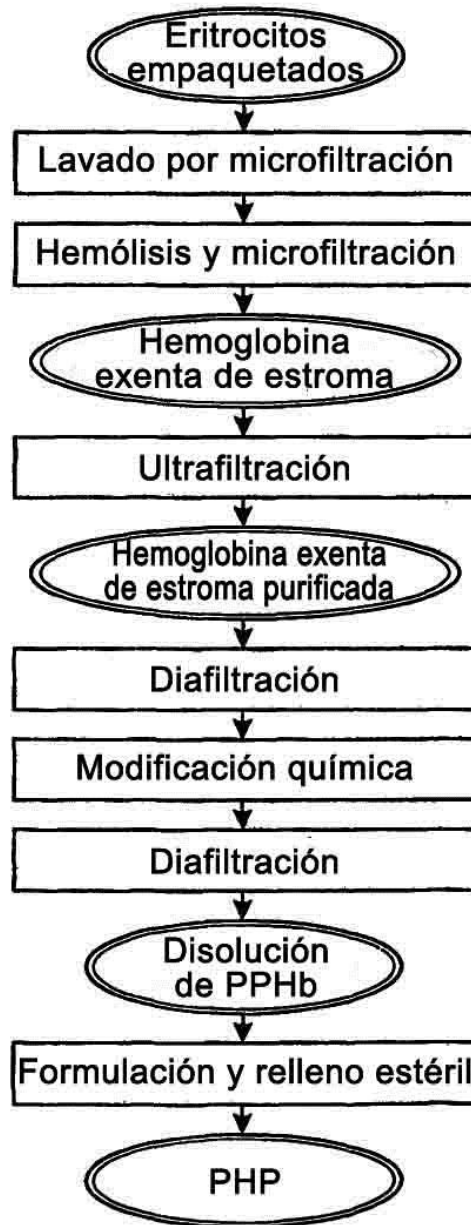 Eritrocitos
empaquetados
Lavado por microfiltración
Hemólisis y microfiltración
Hemoglobina
exenta de estroma
Ultrafiltración
Hemoglobina exenta
de estroma purificada
Diafiltración
Modificación química
Diafiltración
Disolución
de PPHb
Formulación y relleno estéril
PHP